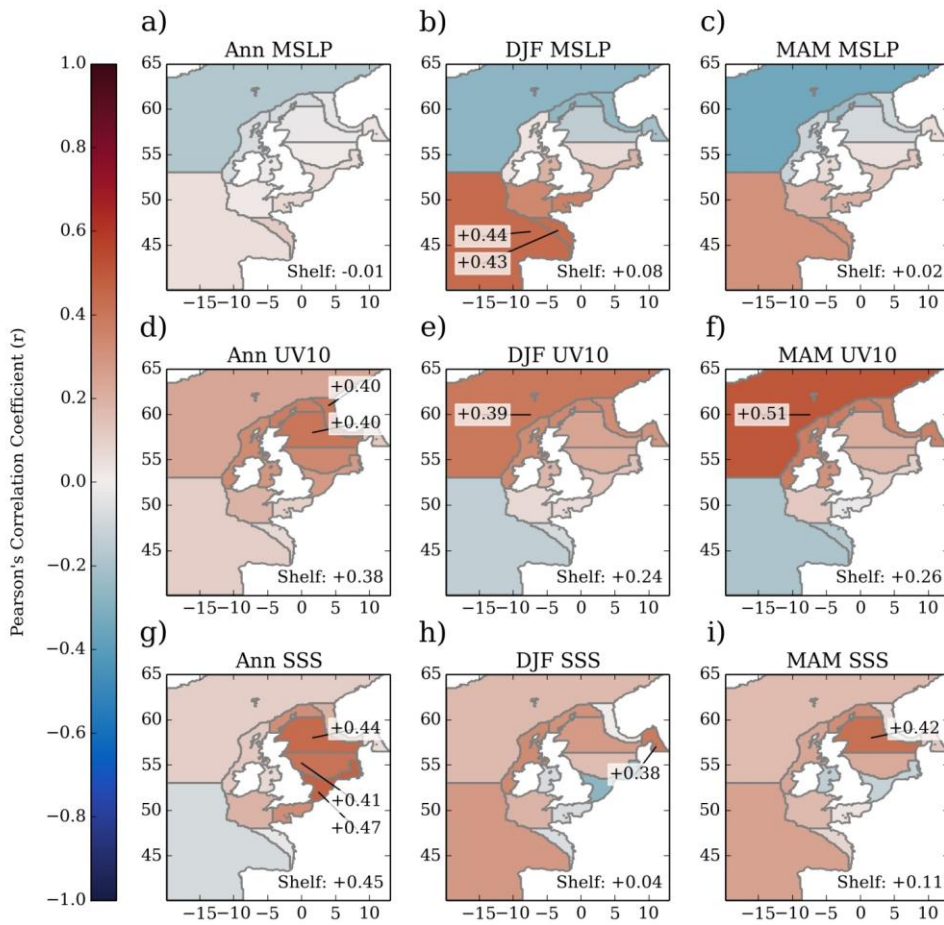 a)
Ann MSLP
b)
DJF MSLP
c)
MAM MSLP
Pearson's Correlation Coefficient (r)
1.0
0.8
0.6
0.4
0.2
0.0
−0.2
−0.4
−0.6
−0.8
−1.0
65
60
55
50
45
Shelf: -0.01
−15−10 −5 0 5 10
65
60
55
50
45
+0.44
+0.43
Shelf: +0.08
−15−10 −5 0 5 10
65
60
55
50
45
Shelf: +0.02
−15−10 −5 0 5 10
d)
Ann UV10
e)
DJF UV10
f)
MAM UV10
65
60
55
50
45
+0.40
+0.40
Shelf: +0.38
−15−10 −5 0 5 10
65
60
55
50
45
+0.39
Shelf: +0.24
−15−10 −5 0 5 10
65
60
55
50
45
+0.51
Shelf: +0.26
−15−10 −5 0 5 10
g)
Ann SSS
h)
DJF SSS
i)
MAM SSS
65
60
55
50
45
+0.44
+0.41
+0.47
Shelf: +0.45
−15−10 −5 0 5 10
65
60
55
50
45
+0.38
Shelf: +0.04
−15−10 −5 0 5 10
65
60
55
50
45
+0.42
Shelf: +0.11
−15−10 −5 0 5 10